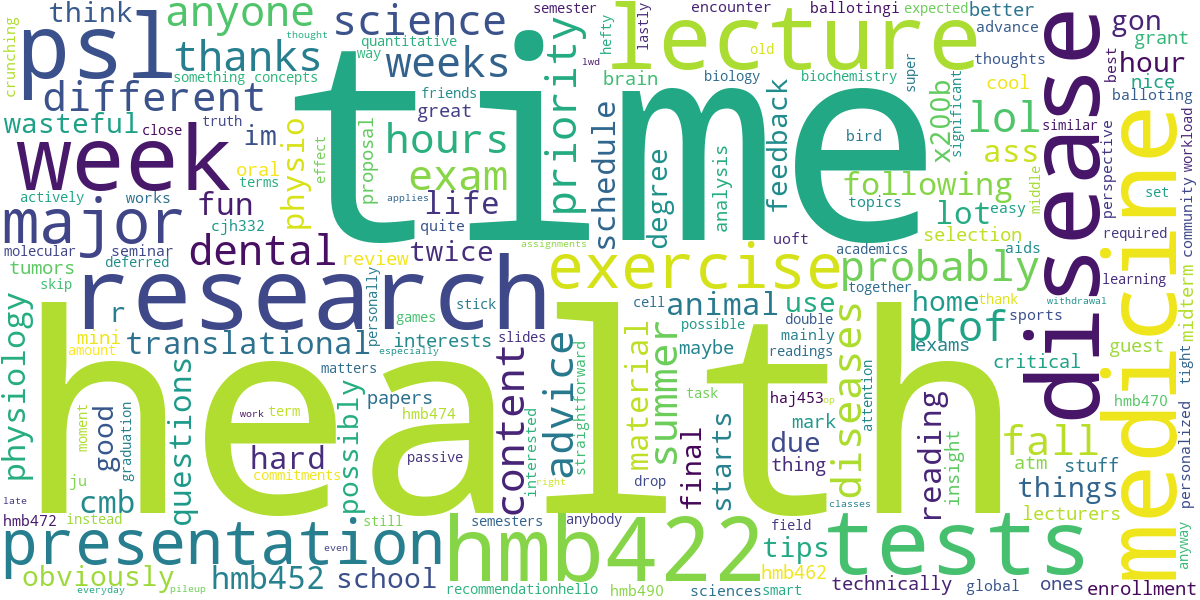 think
anyone
science
semester
encounter
ballotingi
expected
better
advance
gon
grant
crunching
psl
thought
quantitative
way
lwd
hefty
lastly
lecture
old
thoughts
hour
thanks
something
concepts
weeks
priority
brain
biology
biochemistry
super
cool
best
nice
different
friends
time
great
feedback
bird
x200b
significant
lol
disease
balloting
wasteful
close
truth
im
physio
effect
proposal
hours
schedule
degree
analysis
similar
medicine
week
oral
terms
exam
following
ass
middle
perspective
workload
community
actively
works
applies
life
topics
lot
easy
set
major
fun
cjh332
quite
assignments
uoft
academics
selection
required
molecular
seminar
dental
twice
exercise
probably
aids
tumors
deferred
review
personally
learning
skip
research
stick
cell
animal
use
home
thank
withdrawal
midterm
r
games
possible
double
together
prof
sports
mini
translational
interests
slides
material
maybe
mainly
diseases
exams
guest
tight
amount
especially
readings
critical
physiology
matters
content
advice
straightforward
summer
task
haj453
attention
health
questions
possibly
papers
hmb474
interested
starts
mark
reading
insight
fall
hmb470
personalized
good
graduation
moment
work
term
hard
passive
final
due
thing
atm
stuff
commitments
right
drop
op
things
ju
cmb
classes
lecturers
late
hmb472
instead
still
semesters
anybody
field
tests
presentation
even
hmb422
tips
anyway
obviously
hmb452
school
hmb462
technically
global
ones
everyday
pileup
recommendationhello
hmb490
sciences
smart
enrollment